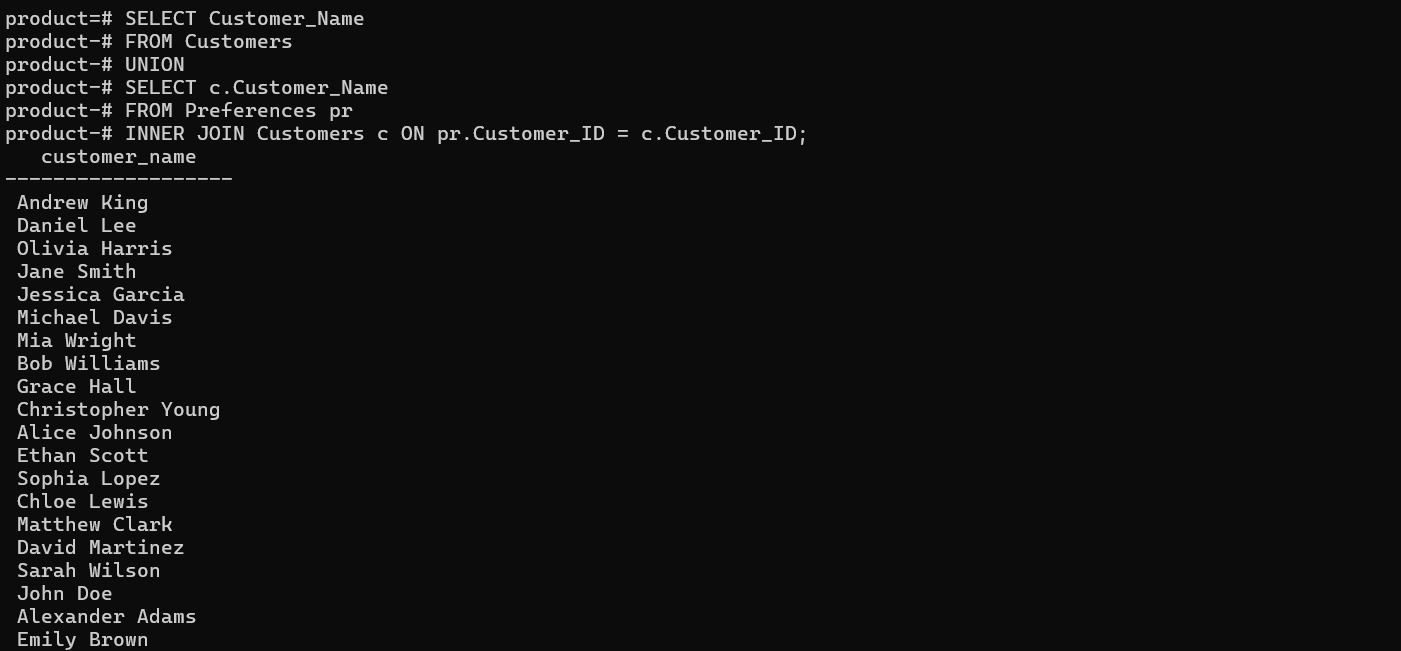 product=# SELECT Customer_Name
product-# FROM Customers
product-# UNION
product-# SELECT c.Customer_Name
product-# FROM Preferences pr
product-# INNER JOIN Customers c ON pr.Customer_ID = c.Customer_ID;
customer_name
-------------------
Andrew King
Daniel Lee
Olivia Harris
Jane Smith
Jessica Garcia
Michael Davis
Mia Wright
Bob Williams
Grace Hall
Christopher Young
Alice Johnson
Ethan Scott
Sophia Lopez
Chloe Lewis
Matthew Clark
David Martinez
Sarah Wilson
John Doe
Alexander Adams
Emily Brown